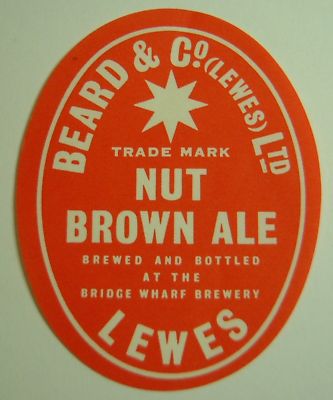 BEARD & Co. (LEWES) LTD
TRADE MARK
NUT
BROWN ALE
BREWED AND BOTTLED
AT THE
BRIDGE WHARF BREWERY
LEWES